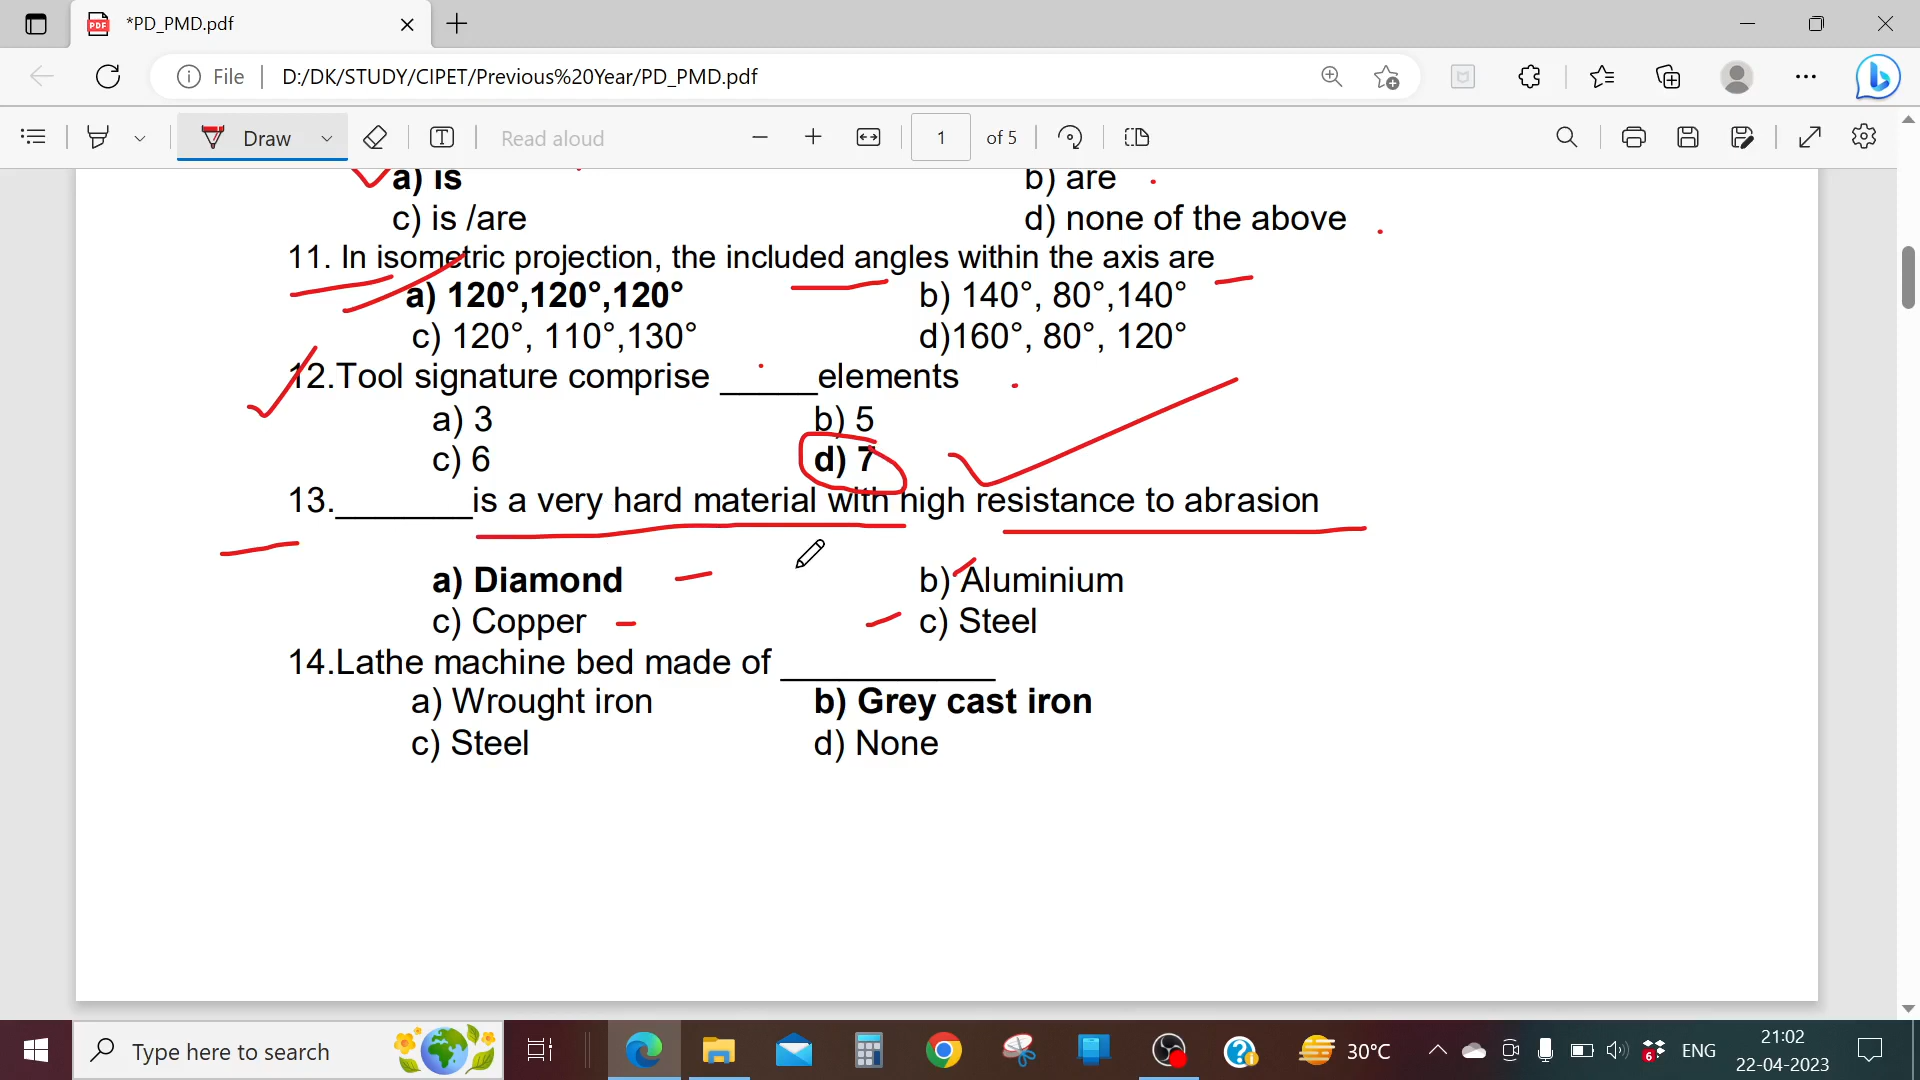 *PD_PMD.pdf
File
D:/DK/STUDY/CIPET/Previous%20Year/PD_PMD.pdf
Draw
T
Read aloud
1 of 5
a) is b) are
c) is /are d) none of the above
11. In isometric projection, the included angles within the axis are
a) 120°,120°,120° b) 140°, 80°,140°
c) 120°, 110°,130° d)160°, 80°, 120°
12.Tool signature comprise _____elements
a) 3 b) 5
c) 6 d) 7
13._______is a very hard material with high resistance to abrasion
a) Diamond b) Aluminium
c) Copper c) Steel
14.Lathe machine bed made of ___________
a) Wrought iron b) Grey cast iron
c) Steel d) None
Type here to search
30°C
6
ENG
21:02
22-04-2023